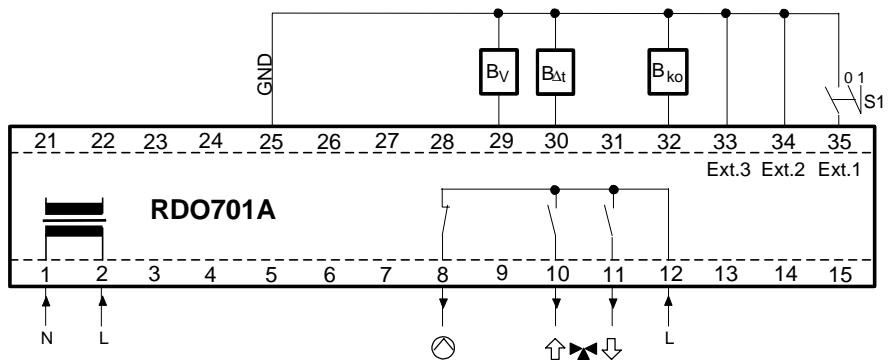 GND
BV
BΔt
Bko
0 1
S1
21 22 23 24 25 26 27 28 29 30 31 32 33 34 35
Ext.3 Ext.2 Ext.1
RDO701A
1 2 3 4 5 6 7 8 9 10 11 12 13 14 15
N L L